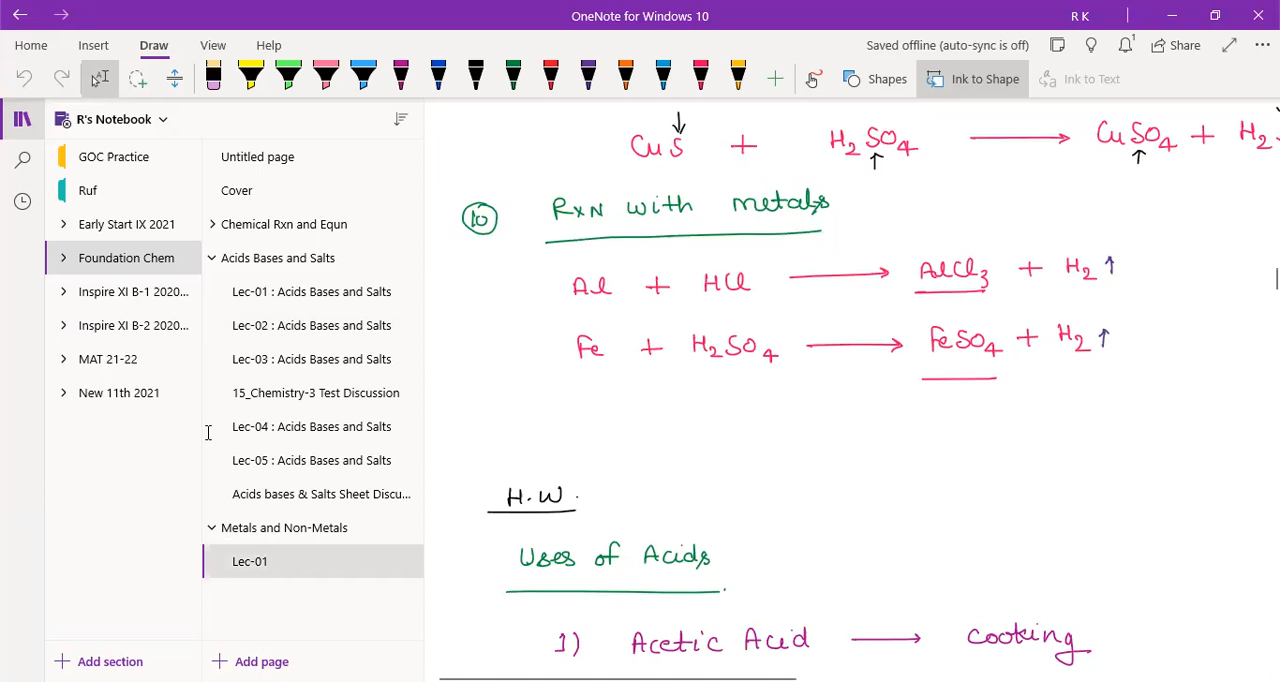 OneNote for Windows 10
R K
Home Insert Draw View Help
Saved offline (auto-sync is off)
Share
Shapes
Ink to Shape
Ink to Text
R's Notebook
GOC Practice
Ruf
Early Start IX 2021
Foundation Chem
Inspire XI B-1 2020...
Inspire XI B-2 2020...
MAT 21-22
New 11th 2021
Add section
Untitled page
Cover
Chemical Rxn and Equn
Acids Bases and Salts
Lec-01 : Acids Bases and Salts
Lec-02 : Acids Bases and Salts
Lec-03 : Acids Bases and Salts
15_Chemistry-3 Test Discussion
Lec-04 : Acids Bases and Salts
Lec-05 : Acids Bases and Salts
Acids bases & Salts Sheet Discu...
Metals and Non-Metals
Lec-01
Add page
CuS + H2SO4 → CuSO4 + H2
10 Rxn with metals
Al + HCl → AlCl3 + H2 ↑
Fe + H2SO4 → FeSO4 + H2 ↑
H.W.
Uses of Acids
1) Acetic Acid → cooking